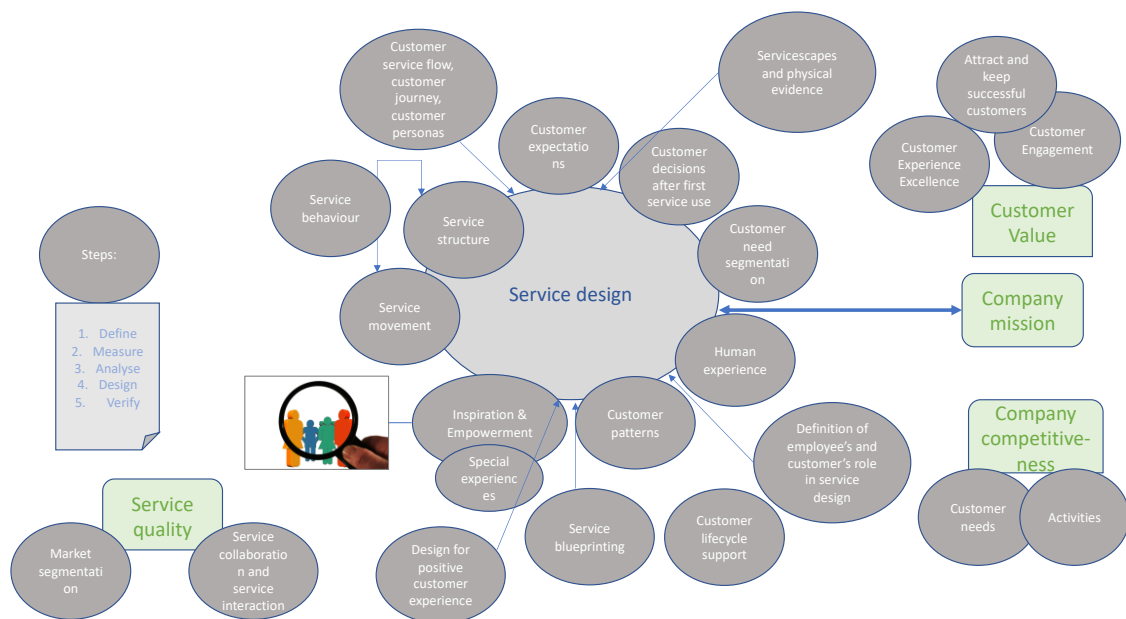 Customer
service flow,
customer
journey,
customer
personas
Servicescapes
and physical
evidence
Attract and
keep
successful
customers
Customer
expectatio
ns
Customer
decisions
after first
service use
Customer
Experience
Excellence
Customer
Engagement
Service
behaviour
Service
structure
Customer
need
segmentati
on
Customer
Value
Steps:
Service design
Company
mission
Service
movement
1. Define
2. Measure
3. Analyse
4. Design
5. Verify
Human
experience
Inspiration &
Empowerment
Customer
patterns
Definition of
employee's and
customer's role
in service
design
Company
competitive-
ness
Special
experienc
es
Service
quality
Customer
needs
Activities
Market
segmentati
on
Service
collaboratio
n and
service
interaction
Design for
positive
customer
experience
Service
blueprinting
Customer
lifecycle
support